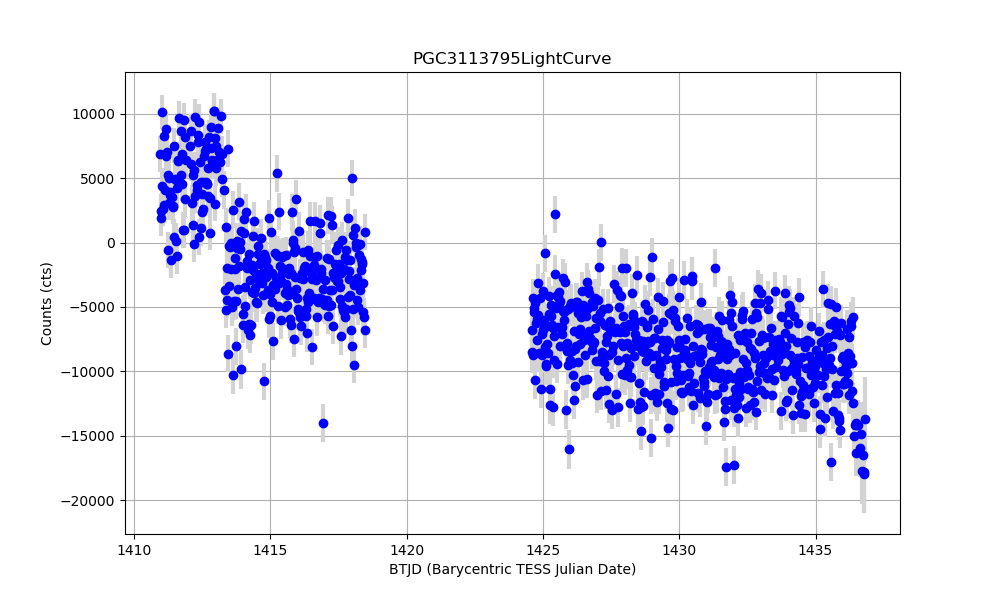 PGC3113795LightCurve
Counts (cts)
10000
5000
0
−5000
−10000
−15000
−20000
1410 1415 1420 1425 1430 1435
BTJD (Barycentric TESS Julian Date)